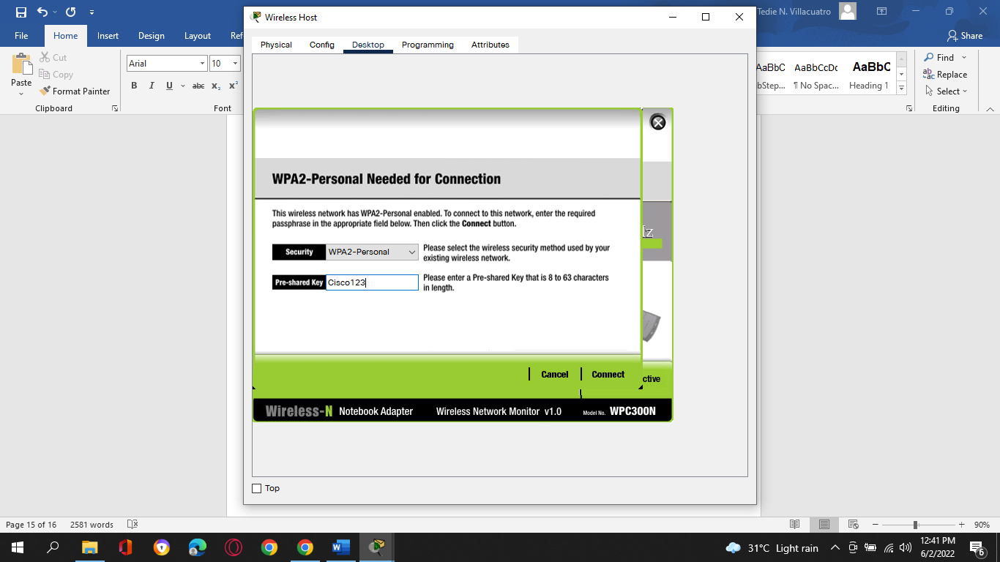 Tedie N. Villacuatro
File Home Insert Design Layout Ref Share
Cut
Copy
Paste
Format Painter
Clipboard
Arial 10
B I U abc x₂ x²
Font
AaBbC AaBbCcDc AaBbC
bStep... ¶ No Spac... Heading 1
Find
Replace
Select
Editing
Wireless Host
Physical Config Desktop Programming Attributes
WPA2-Personal Needed for Connection
This wireless network has WPA2-Personal enabled. To connect to this network, enter the required
passphrase in the appropriate field below. Then click the Connect button.
Security WPA2-Personal
Please select the wireless security method used by your
existing wireless network.
Pre-shared Key Cisco123
Please enter a Pre-shared Key that is 8 to 63 characters
in length.
Cancel Connect
ctive
Wireless-N Notebook Adapter Wireless Network Monitor v1.0 Model No. WPC300N
Top
Page 15 of 16 2581 words 90%
31°C Light rain
12:41 PM
6/2/2022
6